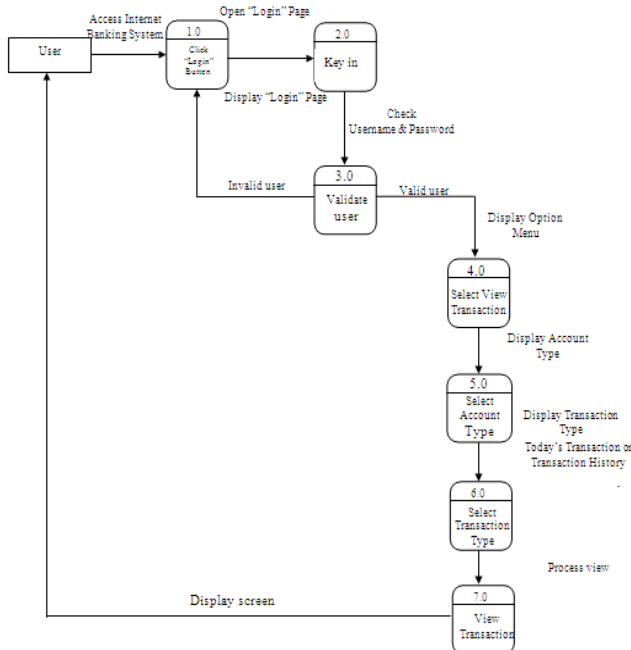 Access Internet
Banking System
User
1.0
Click
"Login"
Button
Open "Login" Page
Display "Login" Page
2.0
Key in
Check
Username & Password
3.0
Validate
user
Invalid user
Valid user
Display Option
Menu
4.0
Select View
Transaction
Display Account
Type
5.0
Select
Account
Type
Display Transaction
Type
Today's Transaction or
Transaction History
6.0
Select
Transaction
Type
Process view
7.0
View
Transaction
Display screen